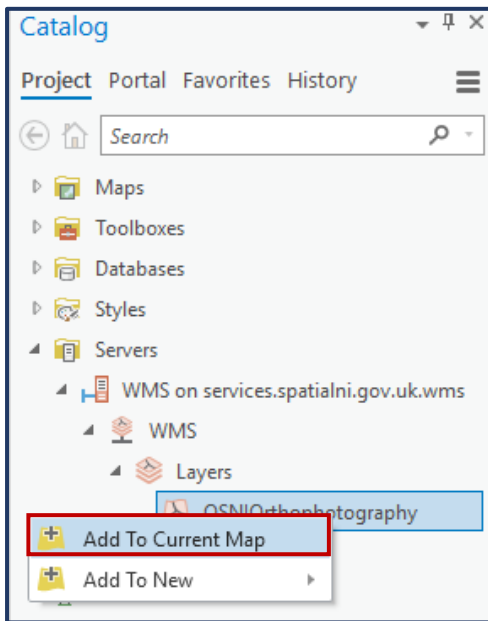 Catalog
Project Portal Favorites History
Search
Maps
Toolboxes
Databases
Styles
Servers
WMS on services.spatialni.gov.uk.wms
WMS
Layers
OSNIOrthophotography
Add To Current Map
Add To New